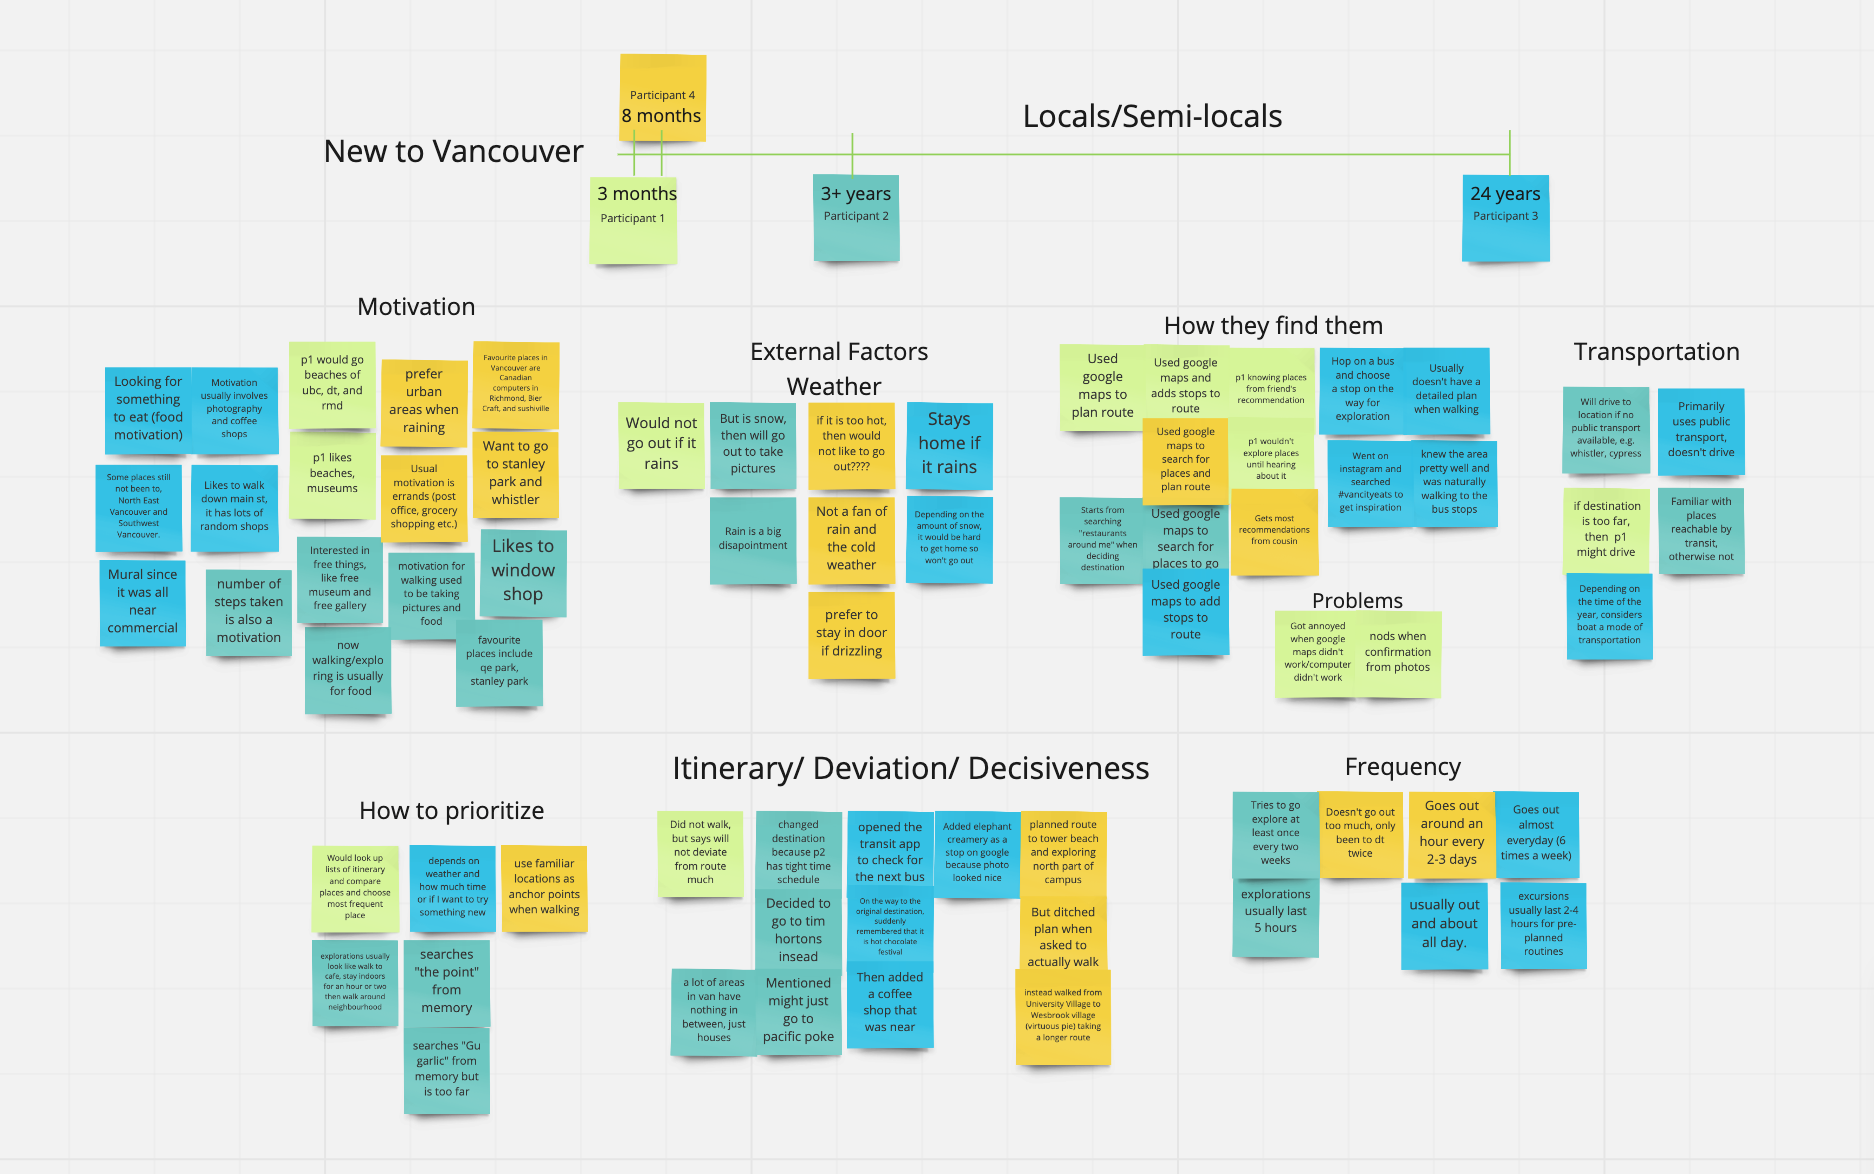 Participant 4
8 months
New to Vancouver
Locals/Semi-locals
3 months
Participant 1
3+ years
Participant 2
24 years
Participant 3
Motivation
Looking for
something
to eat (food
motivation)
Motivation
usually involves
photography
and coffee
shops
p1 would go
beaches of
ubc, dt, and
rmd
prefer
urban
areas when
raining
Favourite places in
Vancouver are
Canadian
computers in
Richmond, Bier
Craft, and sushiville
Some places still
not been to,
North East
Vancouver and
Southwest
Vancouver.
Likes to walk
down main st,
it has lots of
random shops
p1 likes
beaches,
museums
Usual
motivation is
errands (post
office, grocery
shopping etc.)
Want to go
to stanley
park and
whistler
Mural since
it was all
near
commercial
number of
steps taken
is also a
motivation
Interested in
free things,
like free
museum and
free gallery
motivation for
walking used
to be taking
pictures and
food
Likes to
window
shop
now
walking/explo
ring is usually
for food
favourite
places include
qe park,
stanley park
External Factors
Weather
Would not
go out if it
rains
But is snow,
then will go
out to take
pictures
if it is too hot,
then would
not like to go
out????
Stays
home if
it rains
Rain is a big
disapointment
Not a fan of
rain and
the cold
weather
Depending on the
amount of snow,
it would be hard
to get home so
won't go out
prefer to
stay in door
if drizzling
How they find them
Used
google
maps to
plan route
Used google
maps and
adds stops to
route
p1 knowing places
from friend's
recommendation
Hop on a bus
and choose
a stop on the
way for
exploration
Usually
doesn't have a
detailed plan
when walking
Used google
maps to
search for
places and
plan route
p1 wouldn't
explore places
until hearing
about it
Went on
instagram and
searched
#vancityeats to
get inspiration
knew the area
pretty well and
was naturally
walking to the
bus stops
Starts from
searching
"restaurants
around me" when
deciding
destination
Used google
maps to
search for
places to go
Gets most
recommendations
from cousin
Used google
maps to add
stops to
route
Problems
Got annoyed
when google
maps didn't
work/computer
didn't work
nods when
confirmation
from photos
Transportation
Will drive to
location if no
public transport
available, e.g.
whistler, cypress
Primarily
uses public
transport,
doesn't drive
if destination
is too far,
then p1
might drive
Familiar with
places
reachable by
transit,
otherwise not
Depending on
the time of the
year, considers
boat a mode of
transportation
How to prioritize
Would look up
lists of itinerary
and compare
places and choose
most frequent
place
depends on
weather and
how much time
or if I want to try
something new
use familiar
locations as
anchor points
when walking
explorations usually
look like walk to
cafe, stay indoors
for an hour or two
then walk around
neighbourhood
searches
"the point"
from
memory
searches "Gu
garlic" from
memory but
is too far
Itinerary/ Deviation/ Decisiveness
Did not walk,
but says will
not deviate
from route
much
changed
destination
because p2
has tight time
schedule
opened the
transit app
to check for
the next bus
Added elephant
creamery as a
stop on google
because photo
looked nice
planned route
to tower beach
and exploring
north part of
campus
Decided to
go to tim
hortons
insead
On the way to the
original destination,
suddenly
remembered that it
is hot chocolate
festival
But ditched
plan when
asked to
actually walk
a lot of areas
in van have
nothing in
between, just
houses
Mentioned
might just
go to
pacific poke
Then added
a coffee
shop that
was near
instead walked from
University Village to
Wesbrook village
(virtuous pie) taking
a longer route
Frequency
Tries to go
explore at
least once
every two
weeks
Doesn't go out
too much, only
been to dt
twice
Goes out
around an
hour every
2-3 days
Goes out
almost
everyday (6
times a week)
explorations
usually last
5 hours
usually out
and about
all day.
excursions
usually last 2-4
hours for pre-
planned
routines